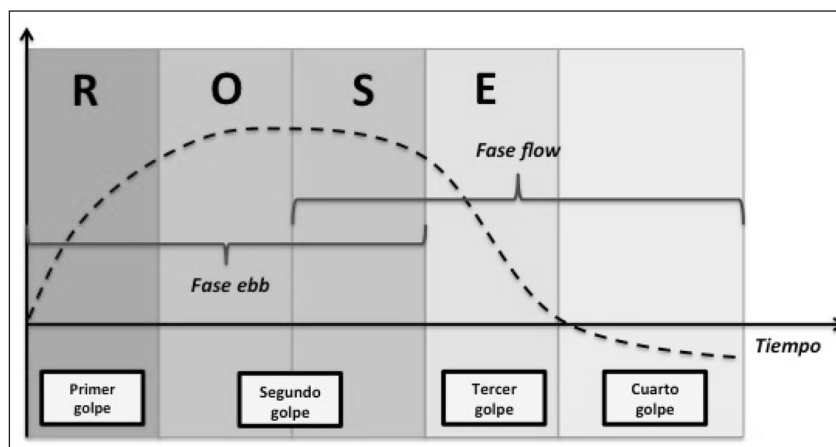 R O S E
Fase flow
Fase ebb
Tiempo
Primer
golpe
Segundo
golpe
Tercer
golpe
Cuarto
golpe